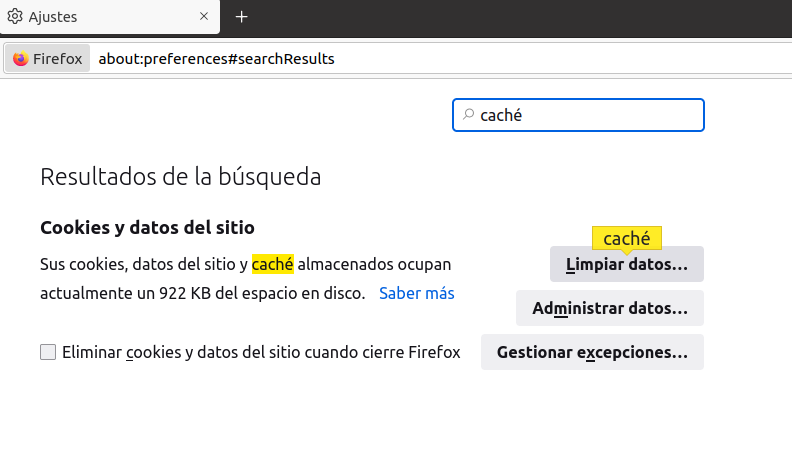 Ajustes
Firefox about:preferences#searchResults
caché
Resultados de la búsqueda
Cookies y datos del sitio
caché
Sus cookies, datos del sitio y caché almacenados ocupan
actualmente un 922 KB del espacio en disco. Saber más
Limpiar datos...
Administrar datos...
Eliminar cookies y datos del sitio cuando cierre Firefox
Gestionar excepciones...